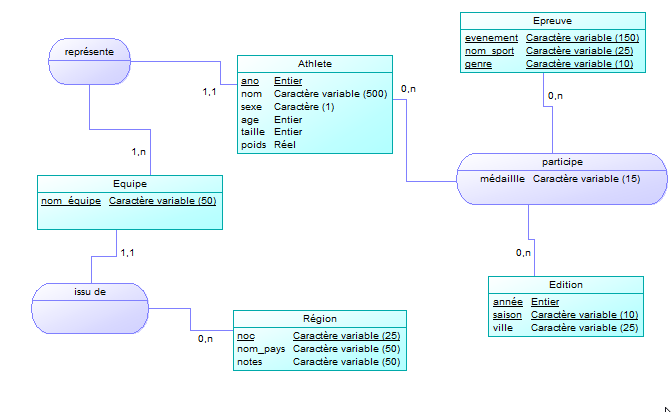 représente
1,1
1,n
Athlete
ano Entier
nom Caractère variable (500)
sexe Caractère (1)
age Entier
taille Entier
poids Réel
0,n
Epreuve
evenement Caractère variable (150)
nom_sport Caractère variable (25)
genre Caractère variable (10)
0,n
participe
médaillle Caractère variable (15)
0,n
Edition
année Entier
saison Caractère variable (10)
ville Caractère variable (25)
Equipe
nom_équipe Caractère variable (50)
1,1
issu de
0,n
Région
noc Caractère variable (25)
nom_pays Caractère variable (50)
notes Caractère variable (50)